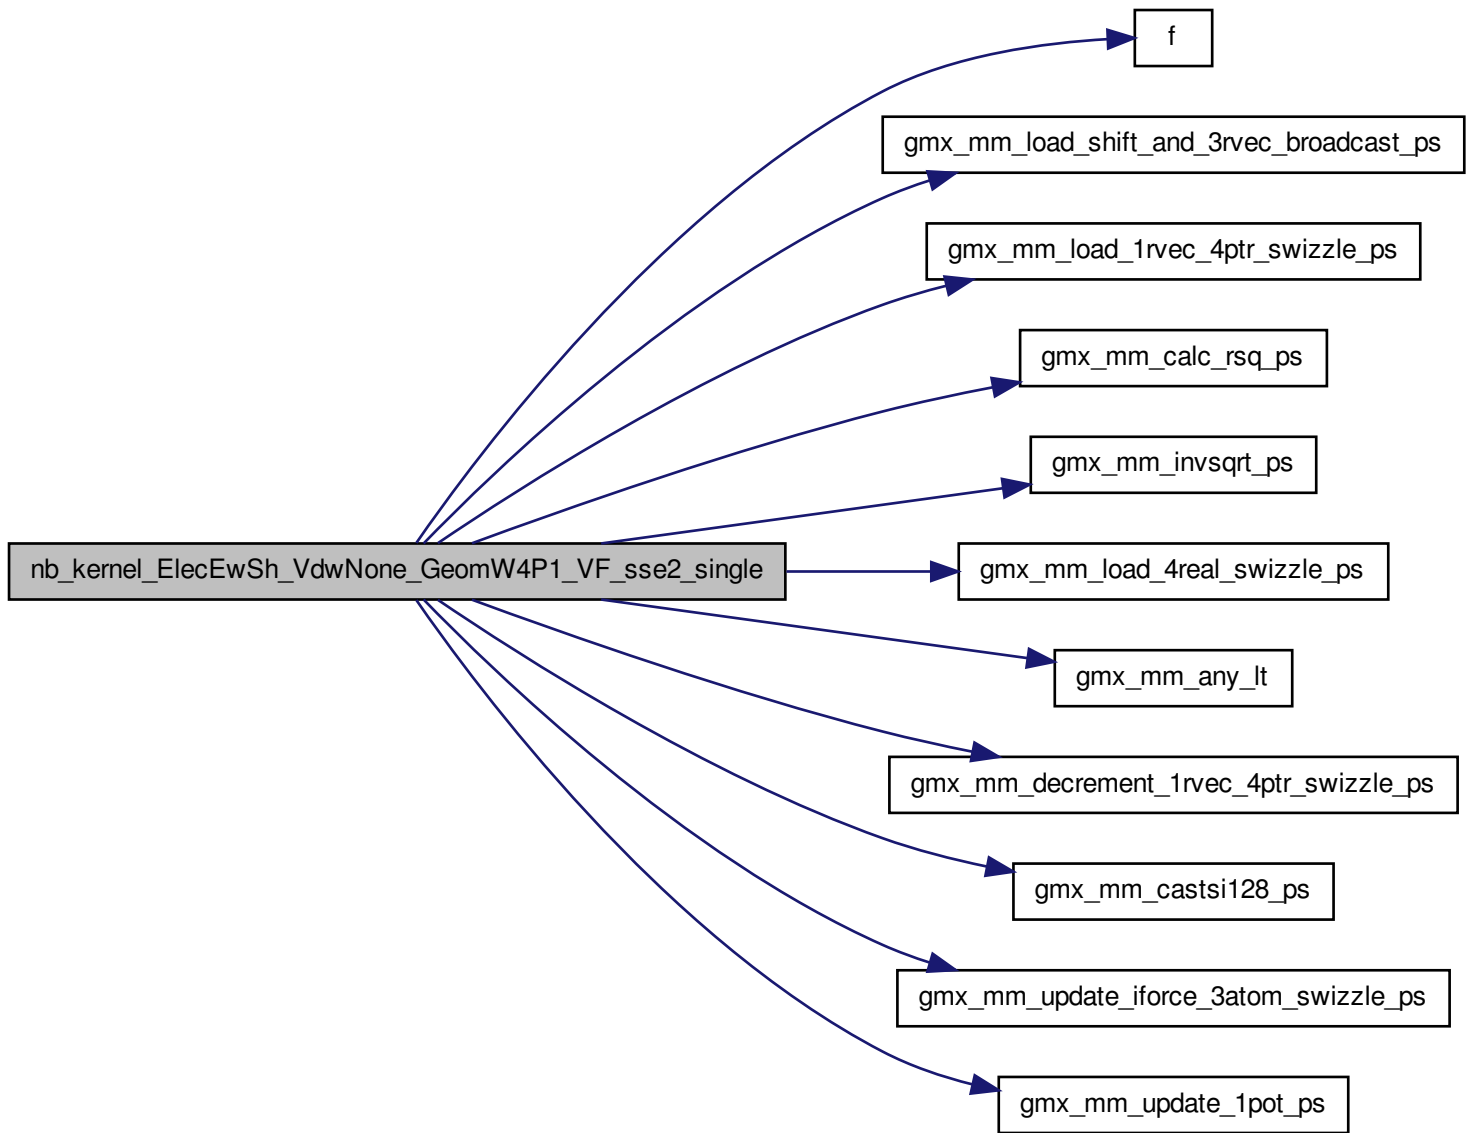 f
gmx_mm_load_shift_and_3rvec_broadcast_ps
gmx_mm_load_1rvec_4ptr_swizzle_ps
gmx_mm_calc_rsq_ps
gmx_mm_invsqrt_ps
nb_kernel_ElecEwSh_VdwNone_GeomW4P1_VF_sse2_single
gmx_mm_load_4real_swizzle_ps
gmx_mm_any_lt
gmx_mm_decrement_1rvec_4ptr_swizzle_ps
gmx_mm_castsi128_ps
gmx_mm_update_iforce_3atom_swizzle_ps
gmx_mm_update_1pot_ps